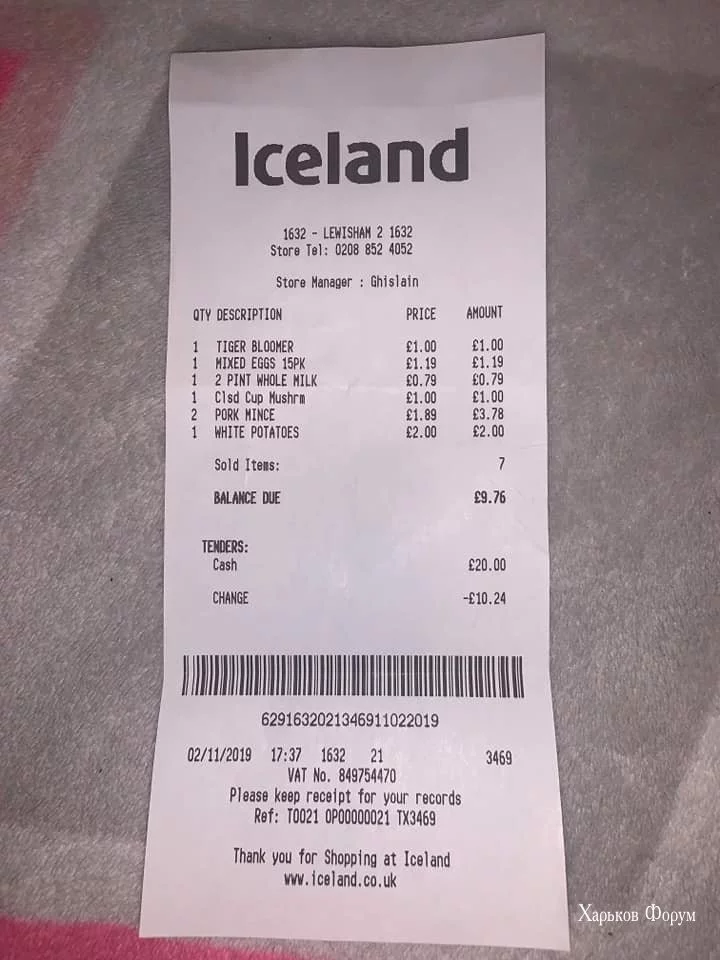 Iceland
1632 - LEWISHAM 2 1632
Store Tel: 0208 852 4052
Store Manager : Ghislain
QTY DESCRIPTION PRICE AMOUNT
1 TIGER BLOOMER £1.00 £1.00
1 MIXED EGGS 15PK £1.19 £1.19
1 2 PINT WHOLE MILK £0.79 £0.79
1 Clsd Cup Mushrm £1.00 £1.00
2 PORK MINCE £1.89 £3.78
1 WHITE POTATOES £2.00 £2.00
Sold Items: 7
BALANCE DUE £9.76
TENDERS:
Cash £20.00
CHANGE -£10.24
6291632021346911022019
02/11/2019 17:37 1632 21 3469
VAT No. 849754470
Please keep receipt for your records
Ref: T0021 OP00000021 TX3469
Thank you for Shopping at Iceland
www.iceland.co.uk
Харьков Форум